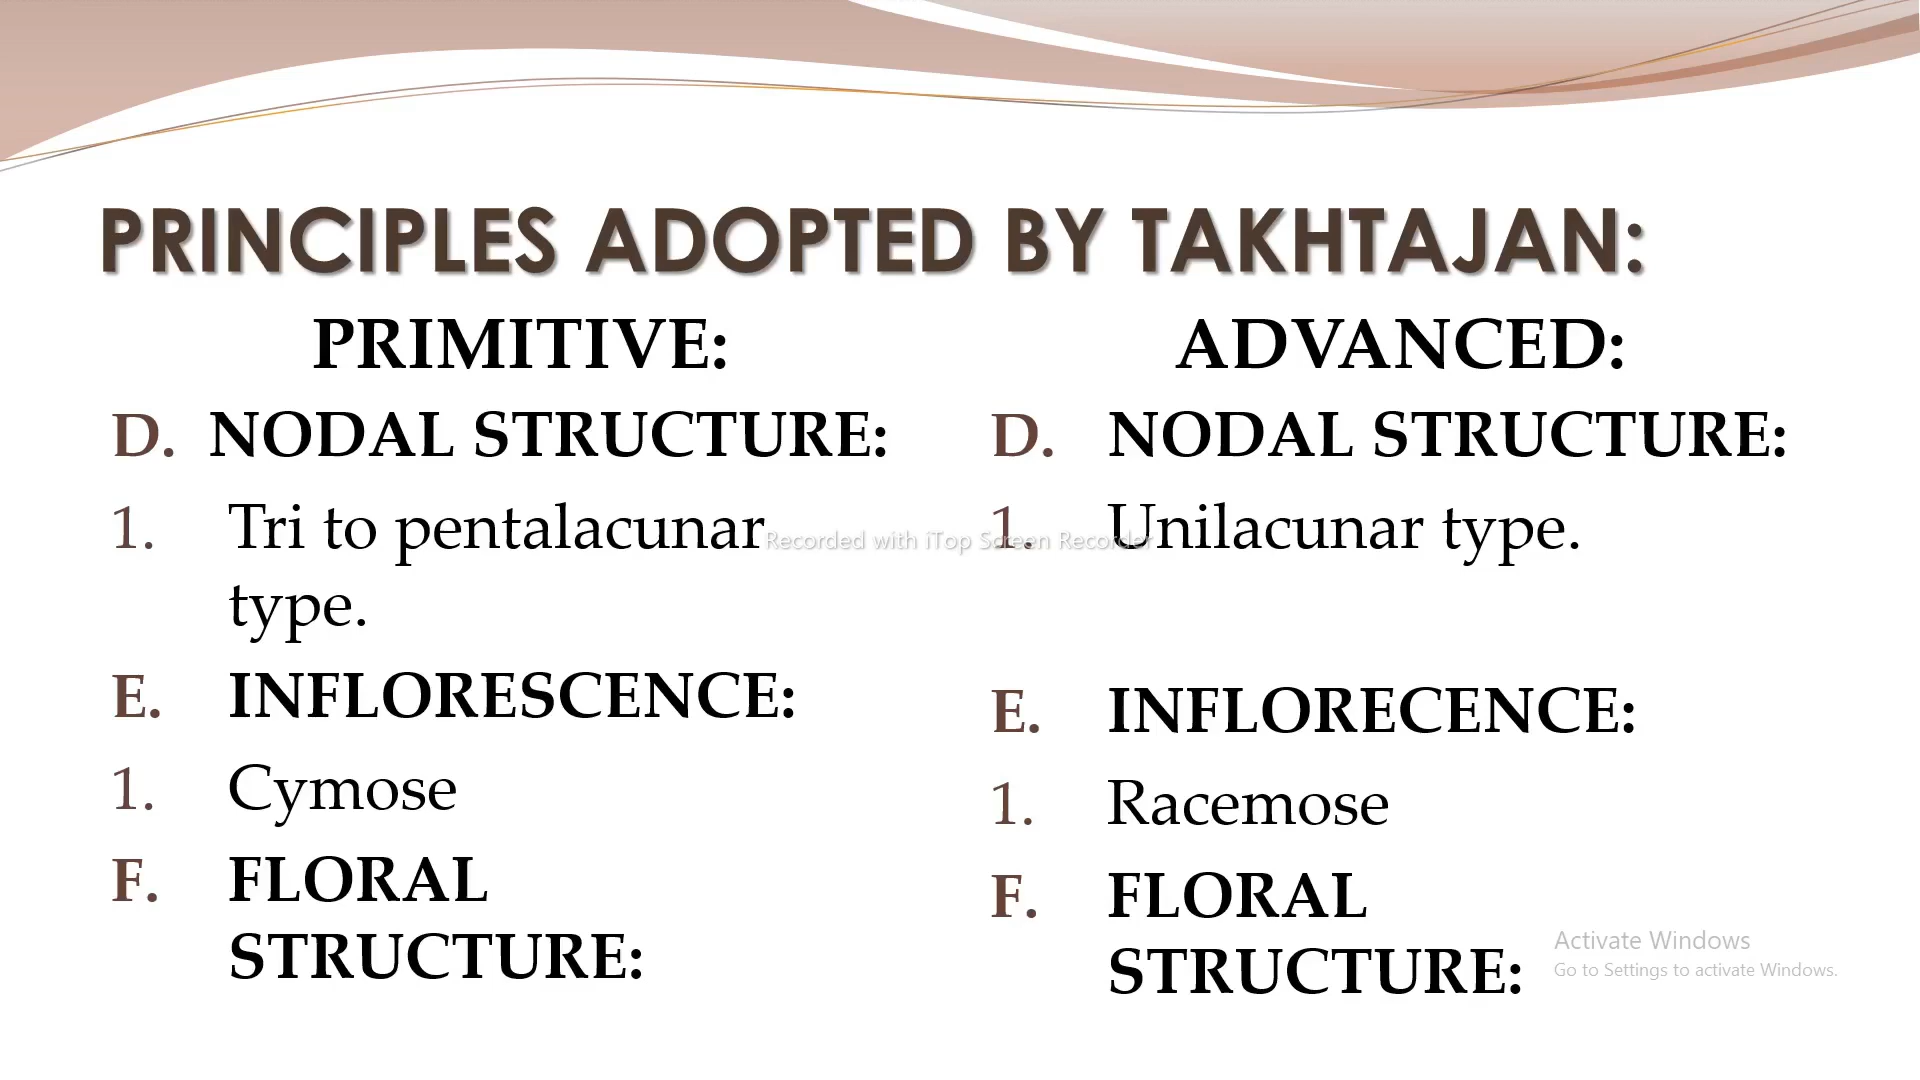 PRINCIPLES ADOPTED BY TAKHTAJAN:
PRIMITIVE:
D. NODAL STRUCTURE:
1. Tri to pentalacunar
type.
E. INFLORESCENCE:
1. Cymose
F. FLORAL
STRUCTURE:
ADVANCED:
D. NODAL STRUCTURE:
1. Unilacunar type.
E. INFLORECENCE:
1. Racemose
F. FLORAL
STRUCTURE:
Recorded with iTop Screen Recorder
Activate Windows
Go to Settings to activate Windows.